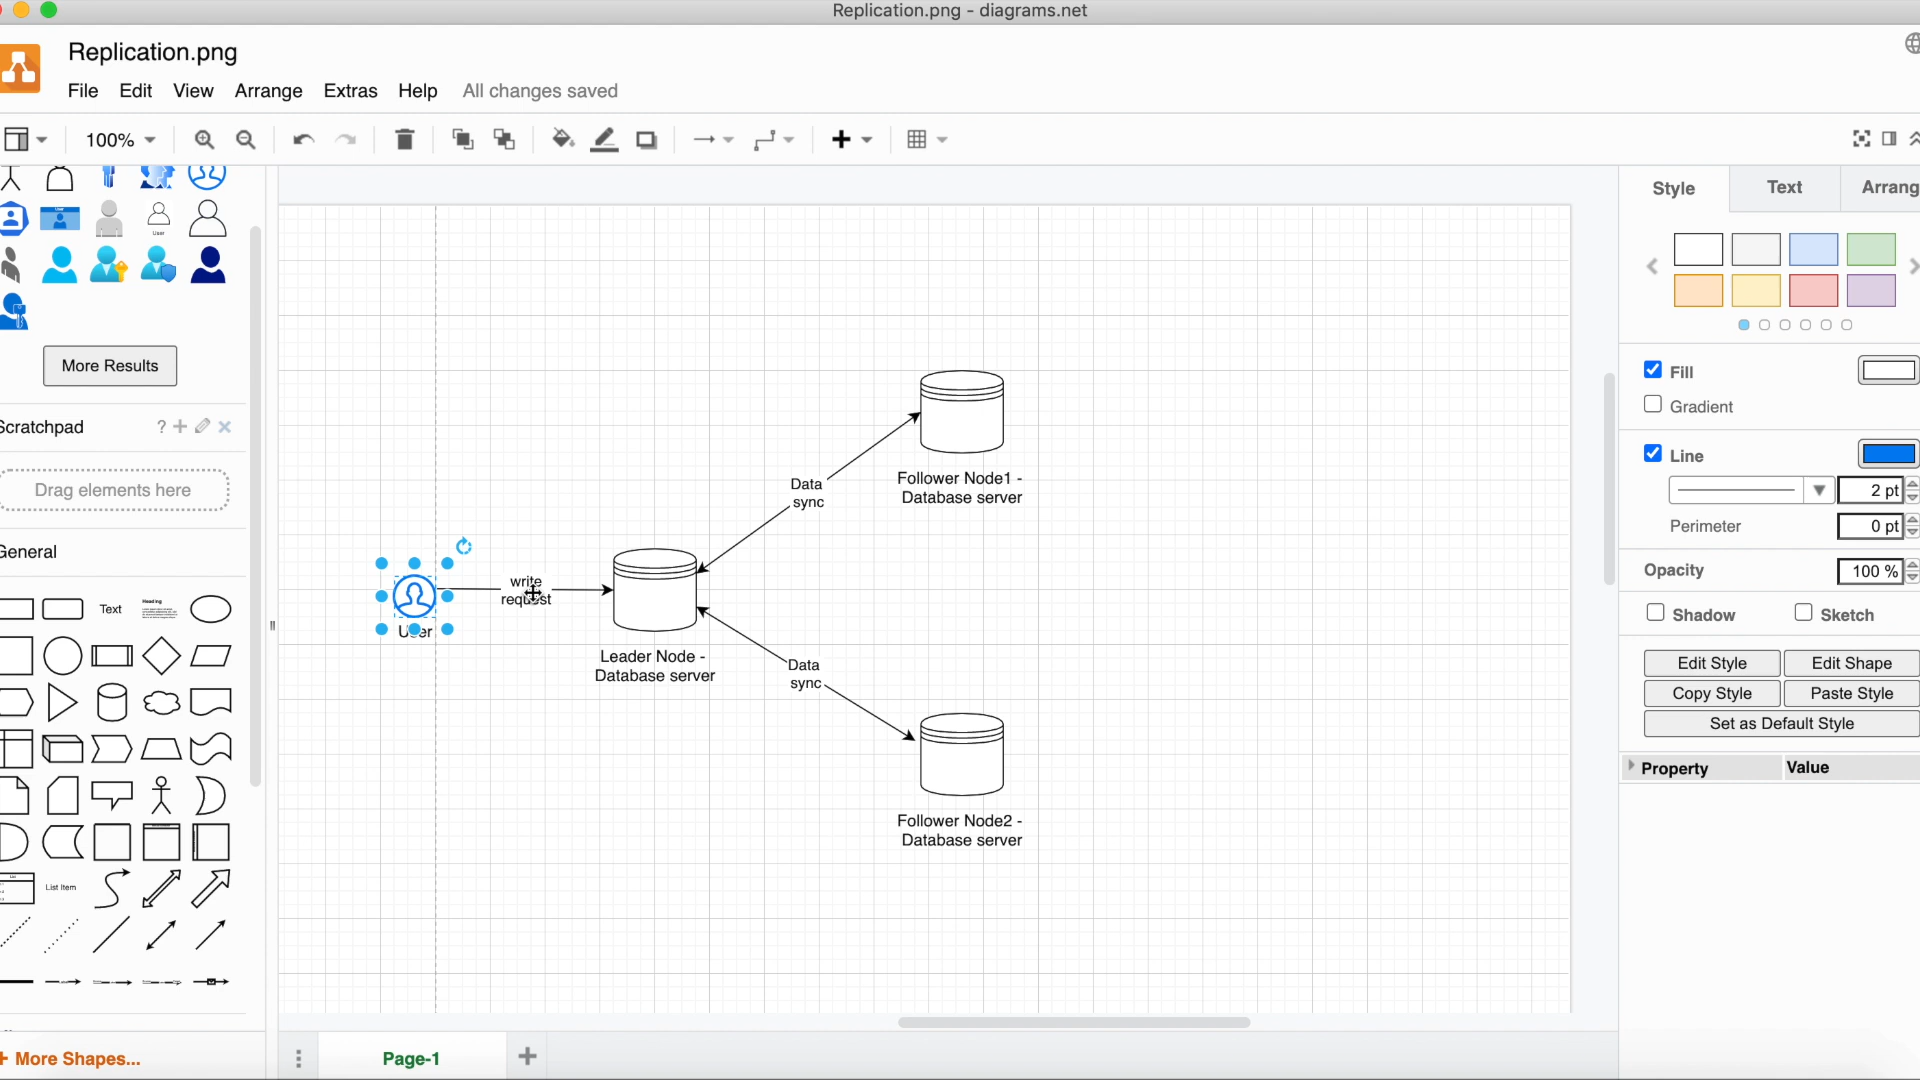 Replication.png - diagrams.net
Replication.png
File Edit View Arrange Extras Help All changes saved
100%
Style Text Arrang
User
More Results
Scratchpad ?
Drag elements here
General
Text
Heading
List Item
+ More Shapes...
Page-1
Data
sync
Follower Node1 -
Database server
write
request
User
Leader Node -
Database server
Data
sync
Follower Node2 -
Database server
Fill
Gradient
Line
2 pt
Perimeter 0 pt
Opacity 100 %
Shadow Sketch
Edit Style Edit Shape
Copy Style Paste Style
Set as Default Style
Property Value